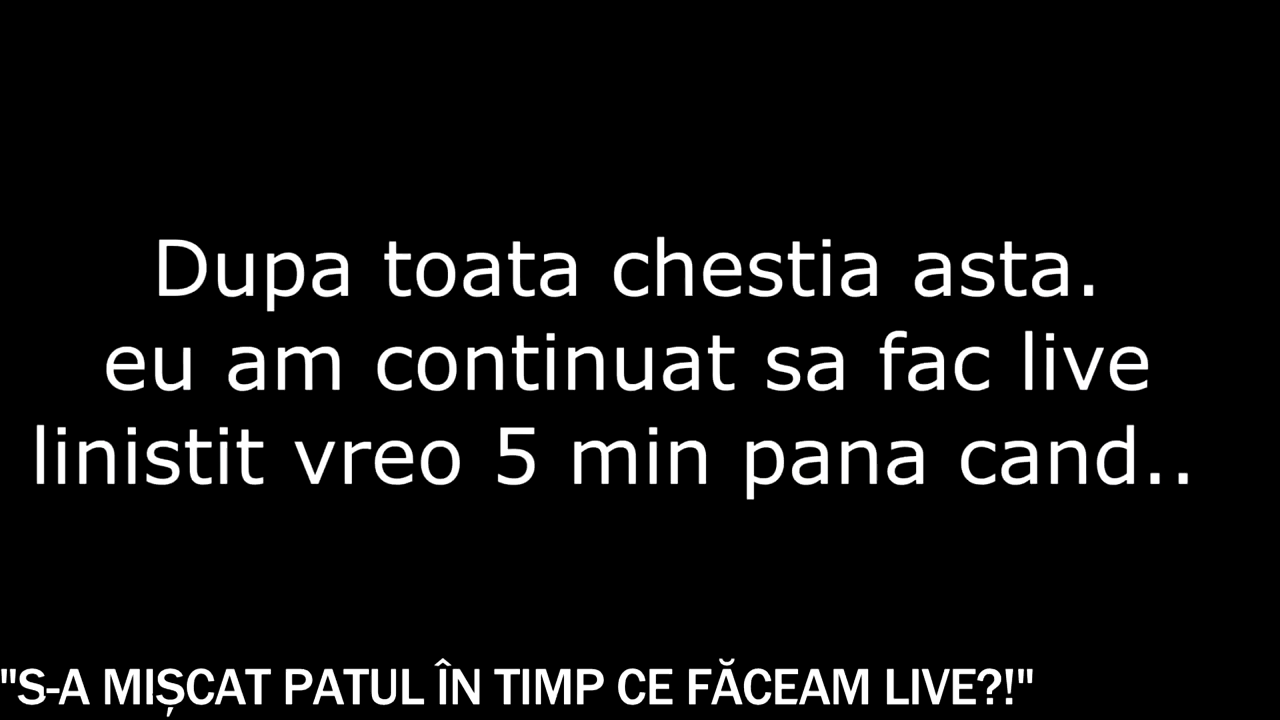 Dupa toata chestia asta.
eu am continuat sa fac live
linistit vreo 5 min pana cand..
"S-A MIȘCAT PATUL ÎN TIMP CE FĂCEAM LIVE?!"